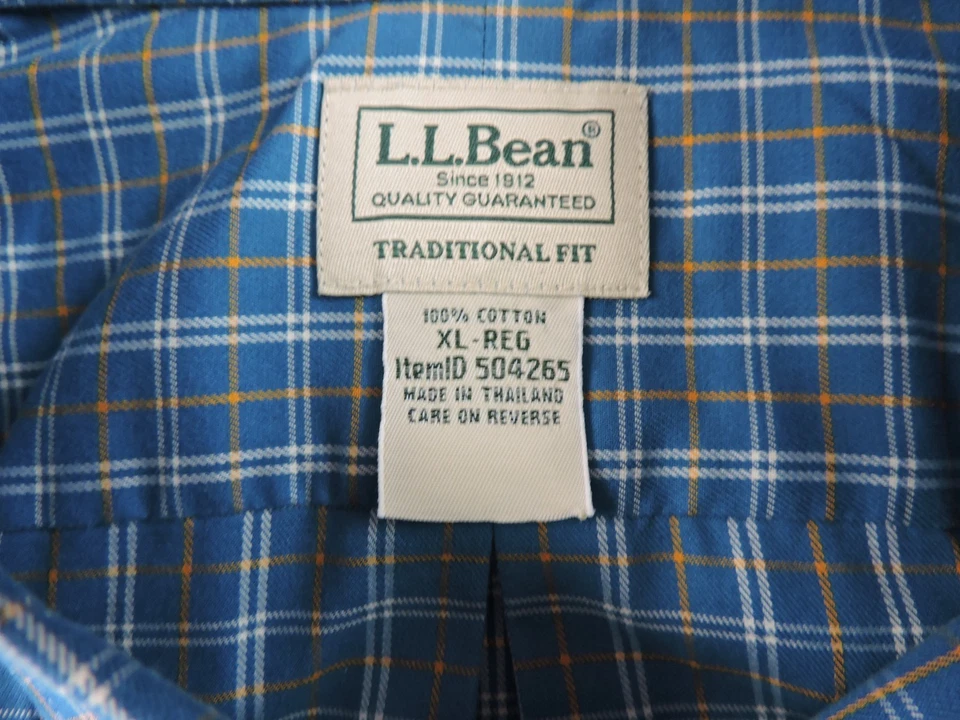 L.L.Bean®
Since 1912
QUALITY GUARANTEED
TRADITIONAL FIT
100% COTTON
XL-REG
ItemID 504265
MADE IN THAILAND
CARE ON REVERSE